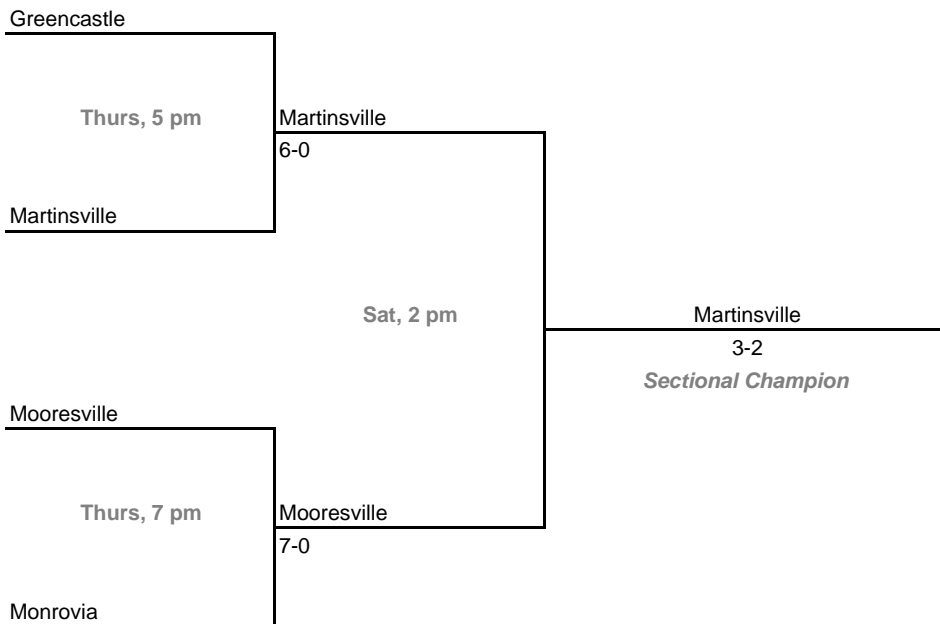 Greencastle
Thurs, 5 pm
Martinsville
6-0
Martinsville
Sat, 2 pm
Martinsville
3-2
Sectional Champion
Mooresville
Thurs, 7 pm
Mooresville
7-0
Monrovia